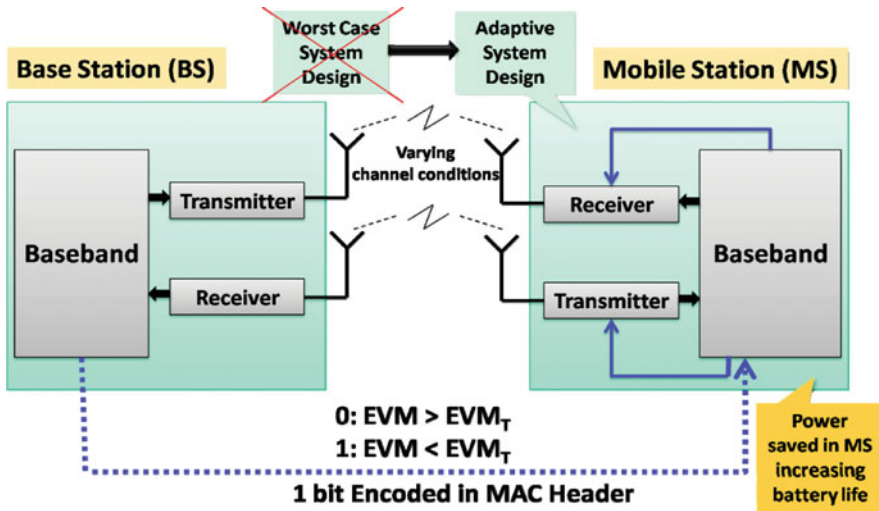 Worst Case
System
Design
Adaptive
System
Design
Base Station (BS)
Mobile Station (MS)
Varying
channel conditions
Baseband
Transmitter
Receiver
Receiver
Transmitter
Baseband
0: EVM > EVM_T
1: EVM < EVM_T
1 bit Encoded in MAC Header
Power
saved in MS
increasing
battery life